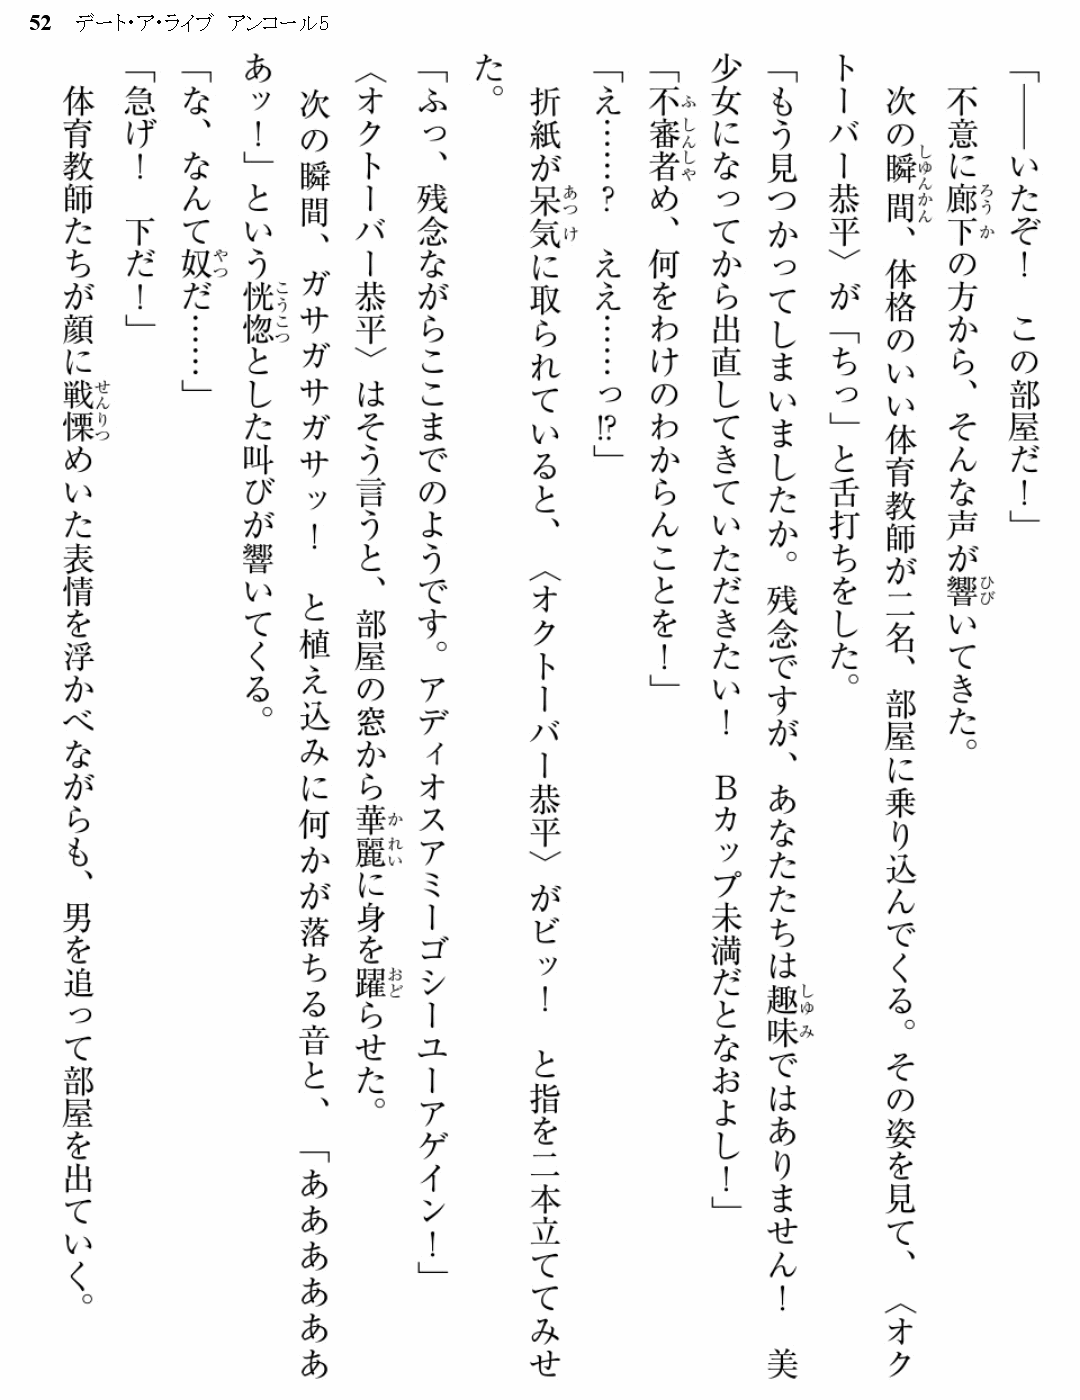 52 デート・ア・ライブ アンコール5
「――いたぞ！　この部屋だ！」
　不意に廊下の方から、そんな声が響いてきた。
　次の瞬間、体格のいい体育教師が二名、部屋に乗り込んでくる。その姿を見て、〈オク
トーバー恭平〉が「ちっ」と舌打ちをした。
「もう見つかってしまいましたか。残念ですが、あなたたちは趣味ではありません！　美
少女になってから出直してきていただきたい！　Ｂカップ未満だとなおよし！」
「不審者め、何をわけのわからんことを！」
「え……？　ええ……っ!?」
　折紙が呆気に取られていると、〈オクトーバー恭平〉がビッ！　と指を二本立ててみせ
た。
「ふっ、残念ながらここまでのようです。アディオスアミーゴシーユーアゲイン！」
〈オクトーバー恭平〉はそう言うと、部屋の窓から華麗に身を躍らせた。
　次の瞬間、ガサガサガサッ！　と植え込みに何かが落ちる音と、「ああああああ
あッ！」という恍惚とした叫びが響いてくる。
「な、なんて奴だ……」
「急げ！　下だ！」
　体育教師たちが顔に戦慄めいた表情を浮かべながらも、男を追って部屋を出ていく。